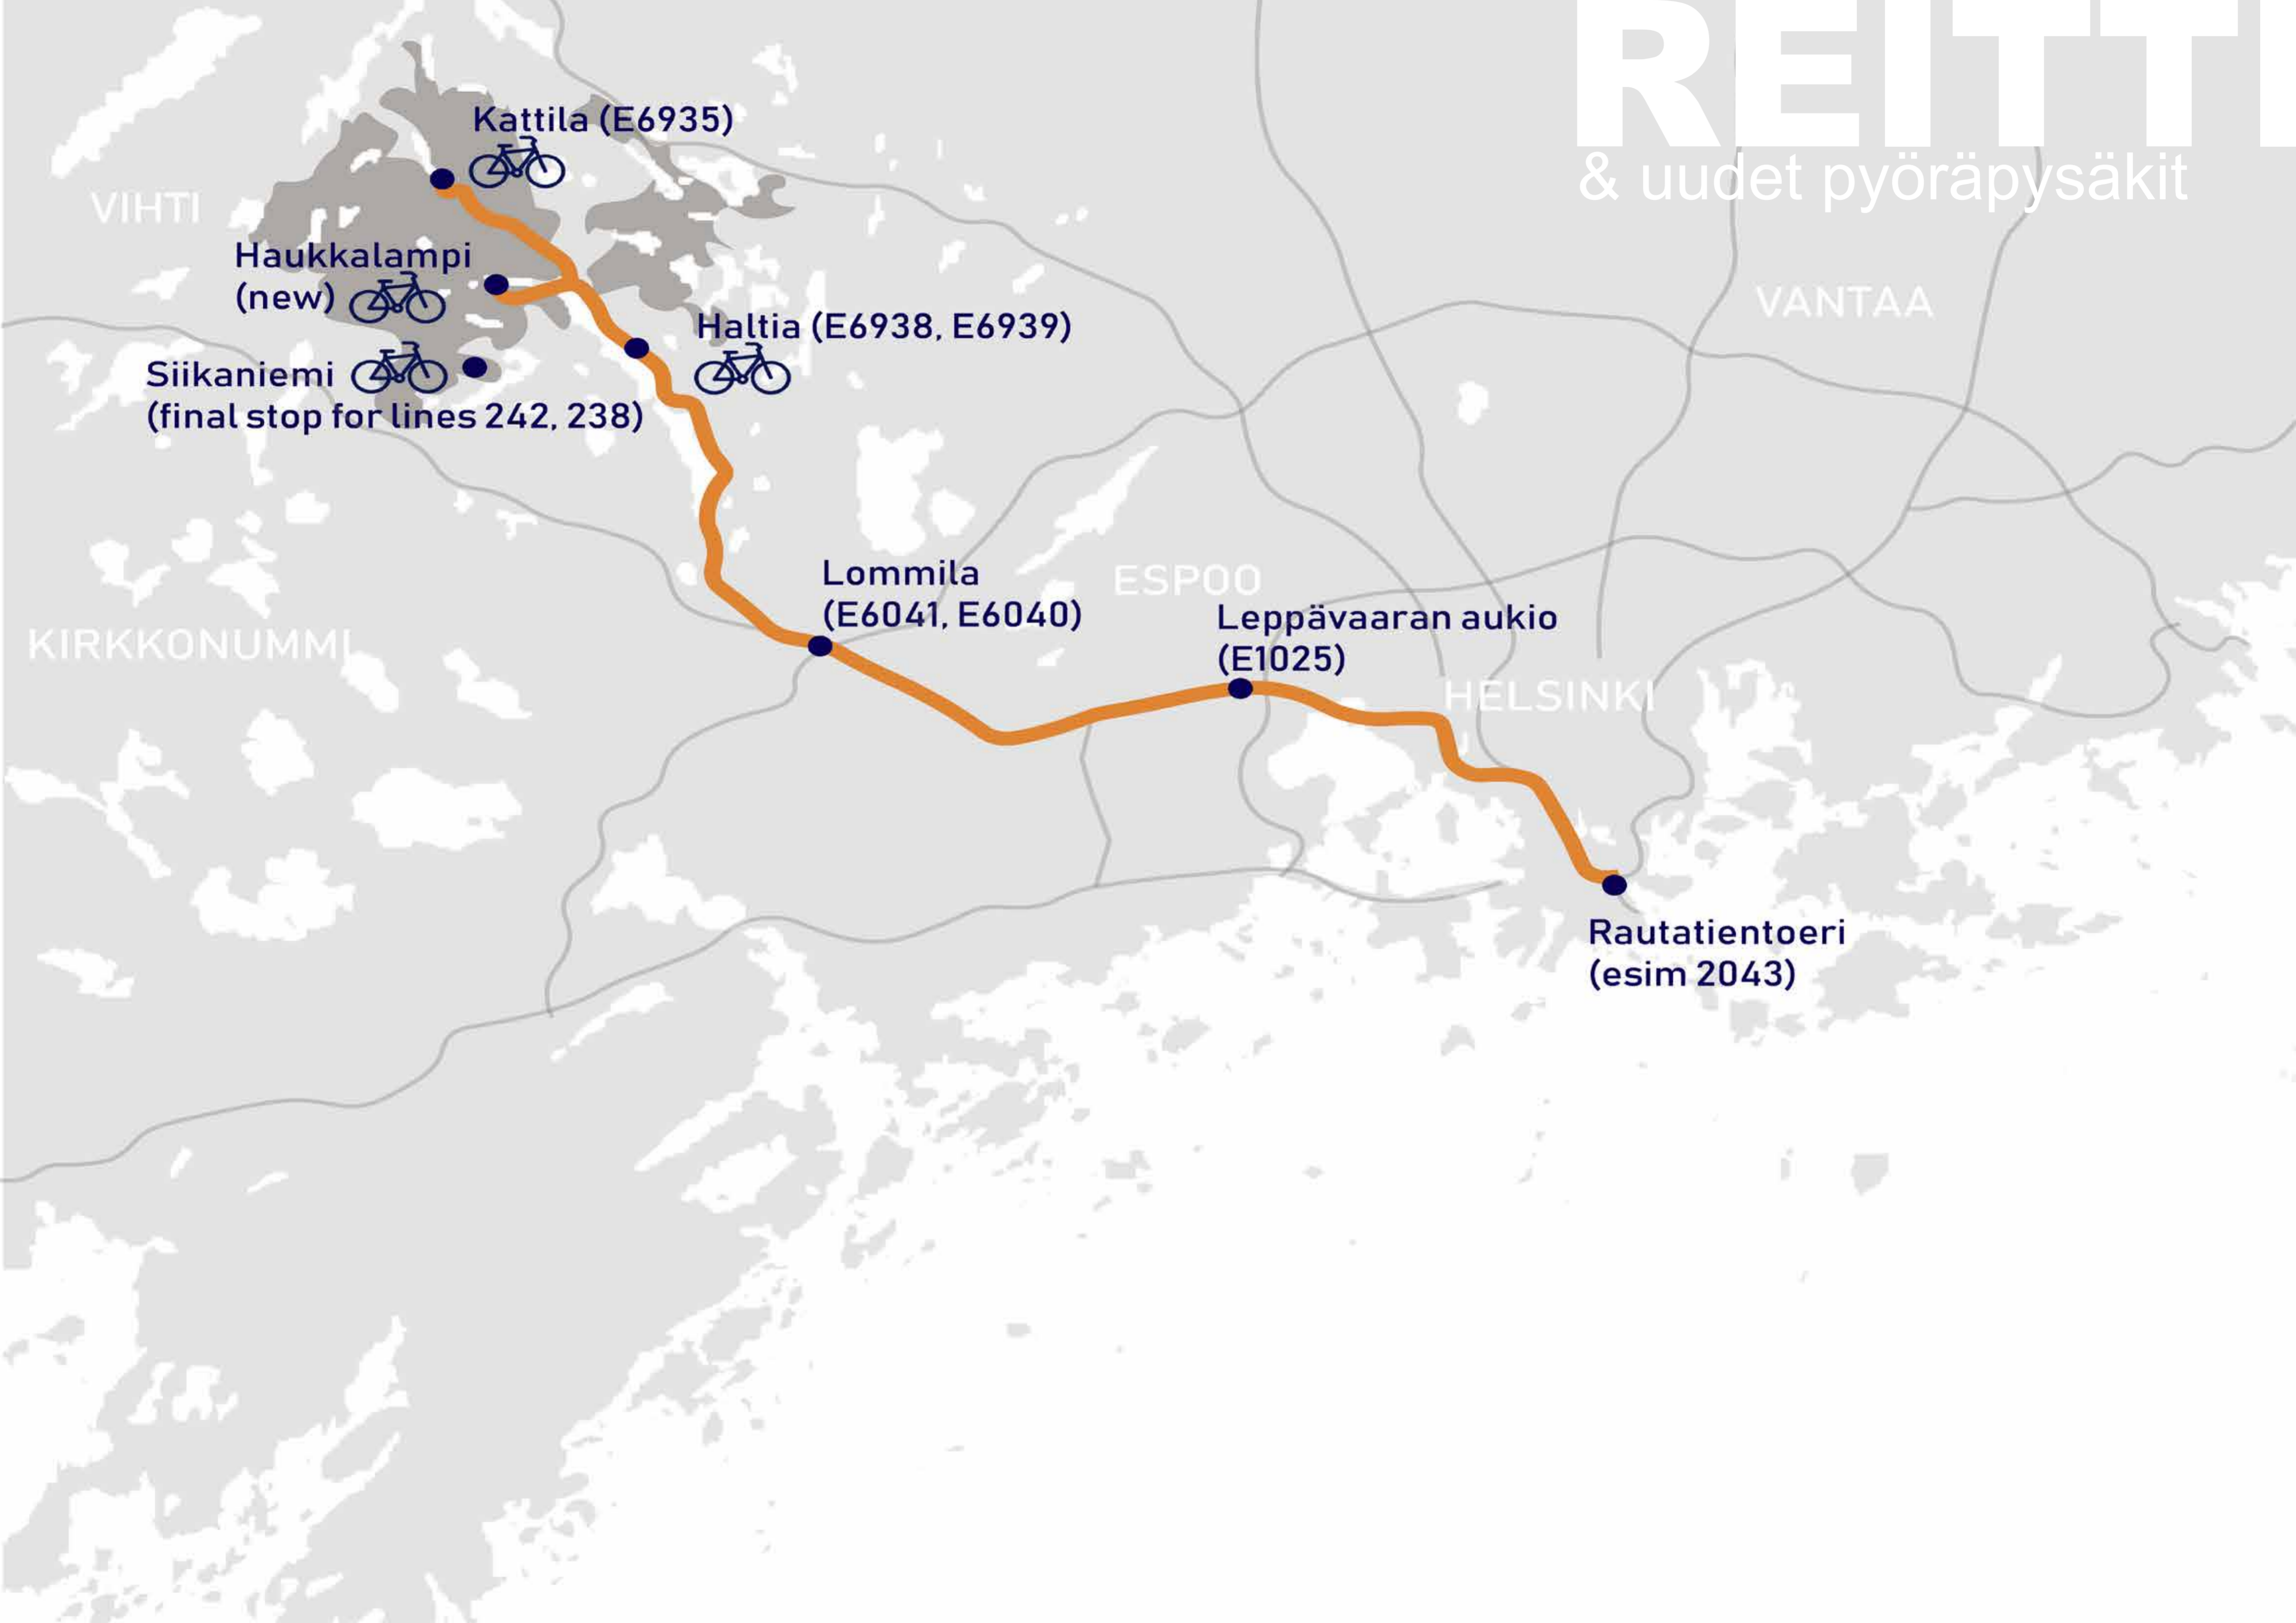 REITTI
& uudet pyöräpysäkit
Kattila (E6935)
VIHTI
Haukkalampi
(new)
VANTAA
Haltia (E6938, E6939)
Siikaniemi
(final stop for lines 242, 238)
Lommila
(E6041, E6040)
ESPOO
Leppävaaran aukio
(E1025)
KIRKKONUMMI
HELSINKI
Rautatientoeri
(esim 2043)